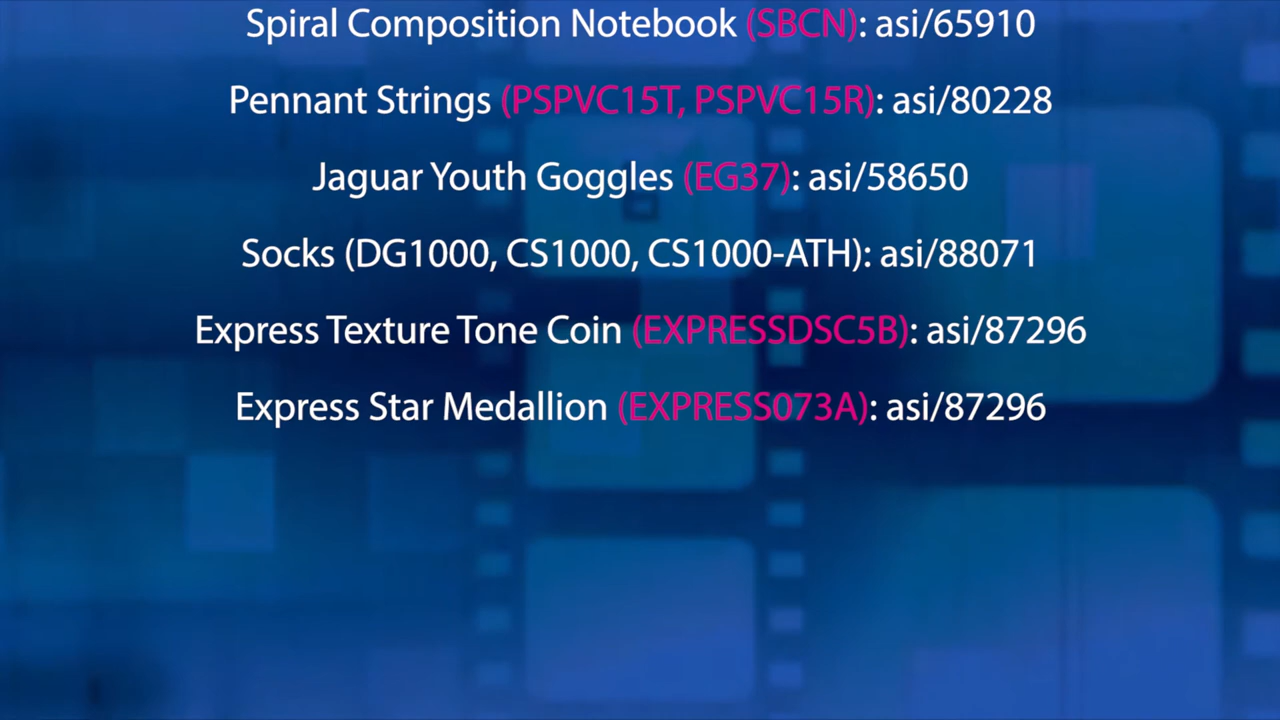 Spiral Composition Notebook (SBCN): asi/65910
Pennant Strings (PSPVC15T, PSPVC15R): asi/80228
Jaguar Youth Goggles (EG37): asi/58650
Socks (DG1000, CS1000, CS1000-ATH): asi/88071
Express Texture Tone Coin (EXPRESSDSC5B): asi/87296
Express Star Medallion (EXPRESS073A): asi/87296